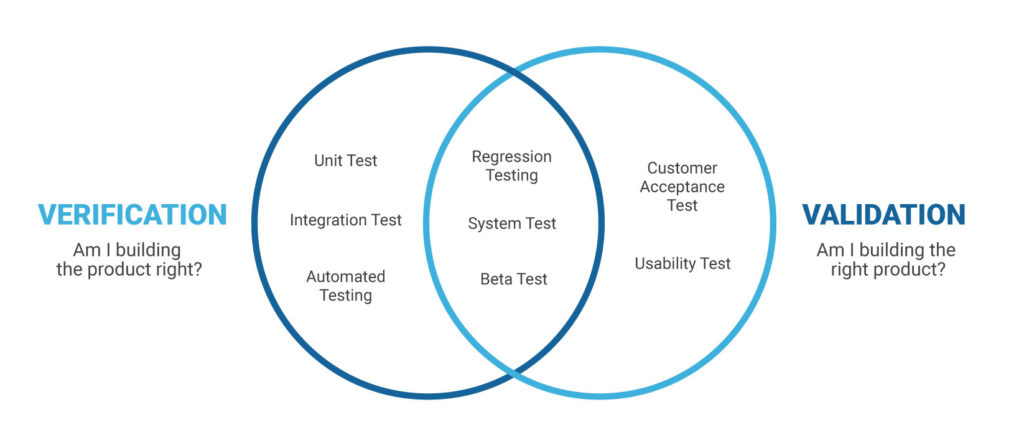 VERIFICATION
Am I building
the product right?
Unit Test
Integration Test
Automated
Testing
Regression
Testing
System Test
Beta Test
Customer
Acceptance
Test
Usability Test
VALIDATION
Am I building the
right product?